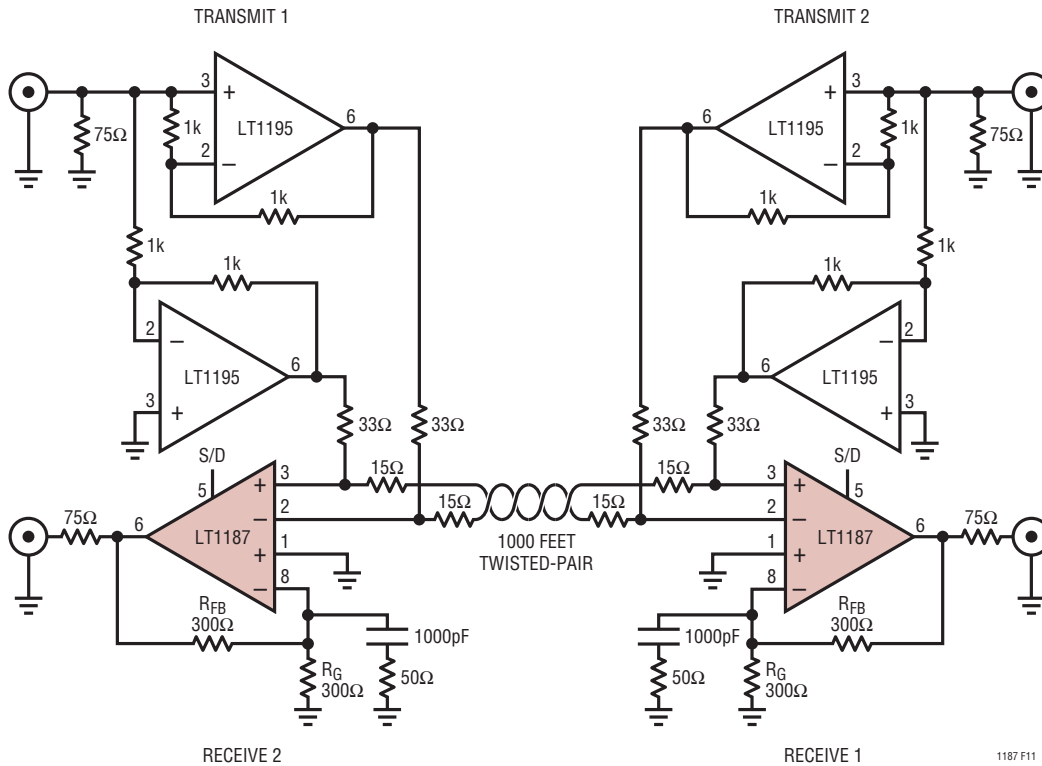 TRANSMIT 1
TRANSMIT 2
3
+
LT1195
6
2
–
75Ω
1k
1k
1k
1k
2
–
LT1195
6
3
+
33Ω
33Ω
6
3
+
LT1195
2
–
1k
75Ω
1k
1k
1k
2
–
LT1195
6
3
+
33Ω
33Ω
S/D
5
3
+
15Ω
2
–
15Ω
1
+
8
–
LT1187
6
75Ω
1000 FEET
TWISTED-PAIR
15Ω
15Ω
S/D
5
3
+
2
–
1
+
8
–
LT1187
6
75Ω
RFB
300Ω
RG
300Ω
1000pF
50Ω
1000pF
50Ω
RFB
300Ω
RG
300Ω
RECEIVE 2
RECEIVE 1
1187 F11